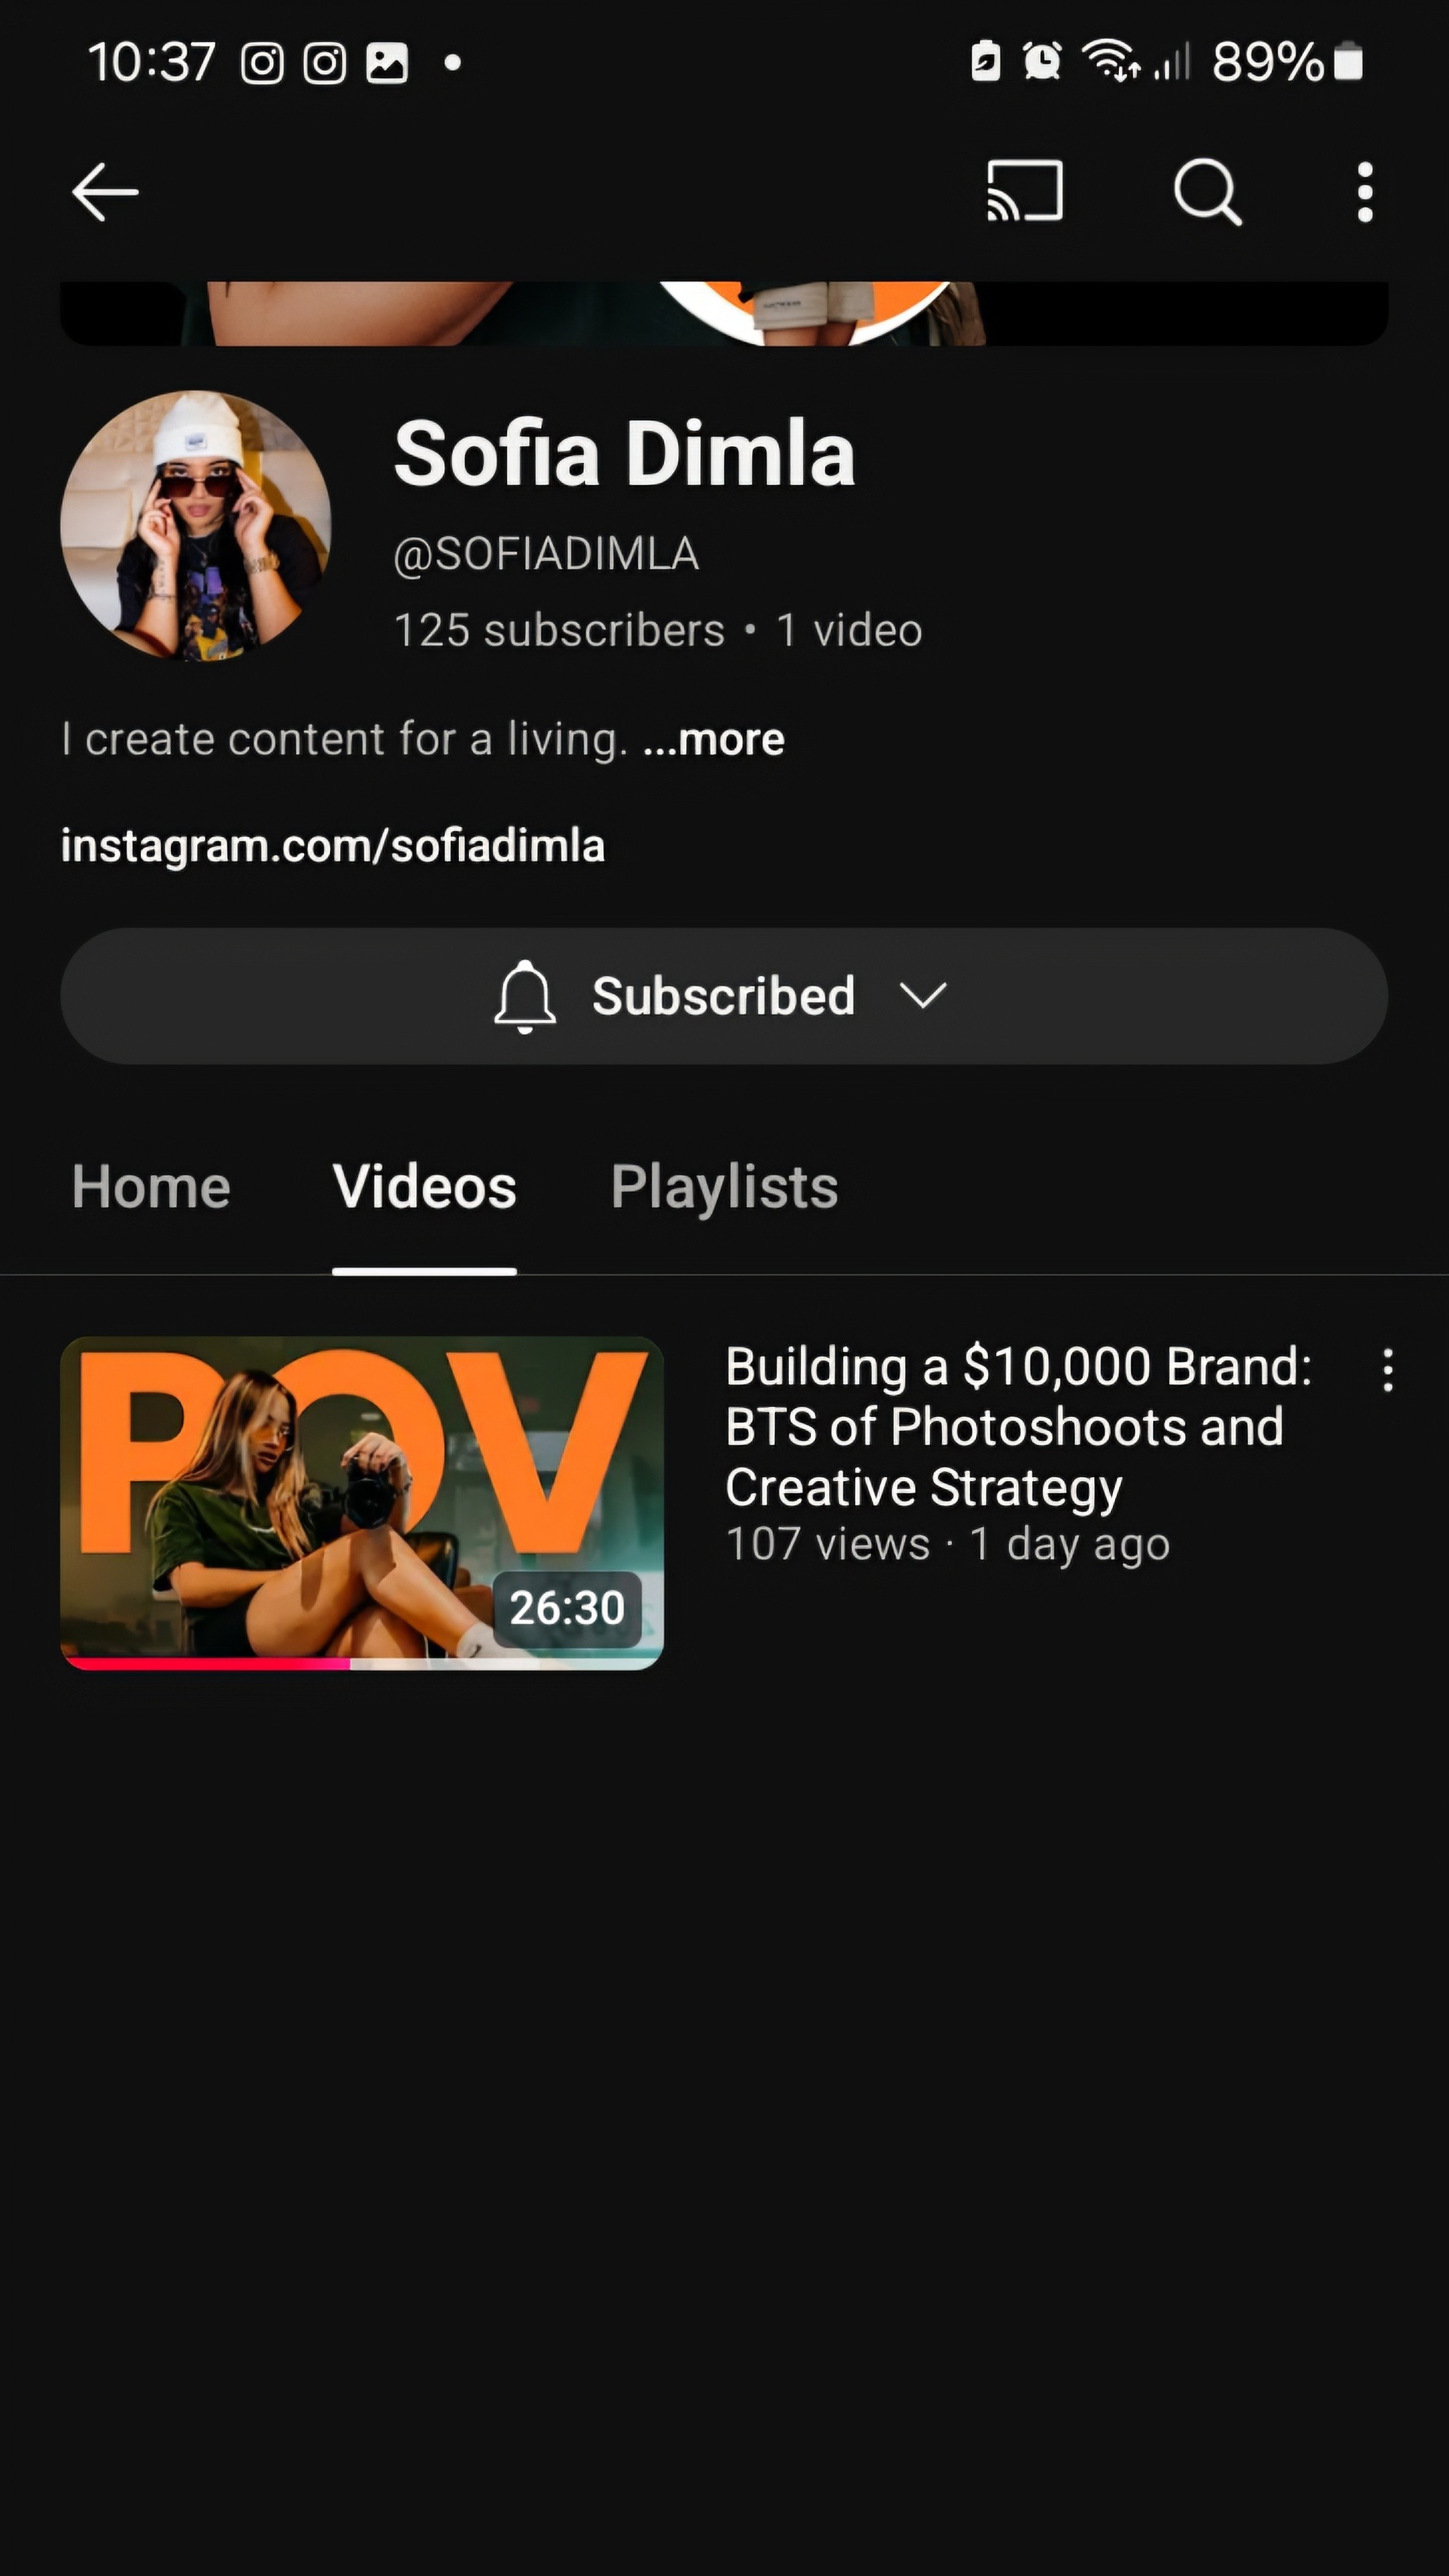 10:37
89%
Sofia Dimla
@SOFIADIMLA
125 subscribers • 1 video
I create content for a living. ...more
instagram.com/sofiadimla
Subscribed
Home Videos Playlists
POV
26:30
Building a $10,000 Brand:
BTS of Photoshoots and
Creative Strategy
107 views · 1 day ago